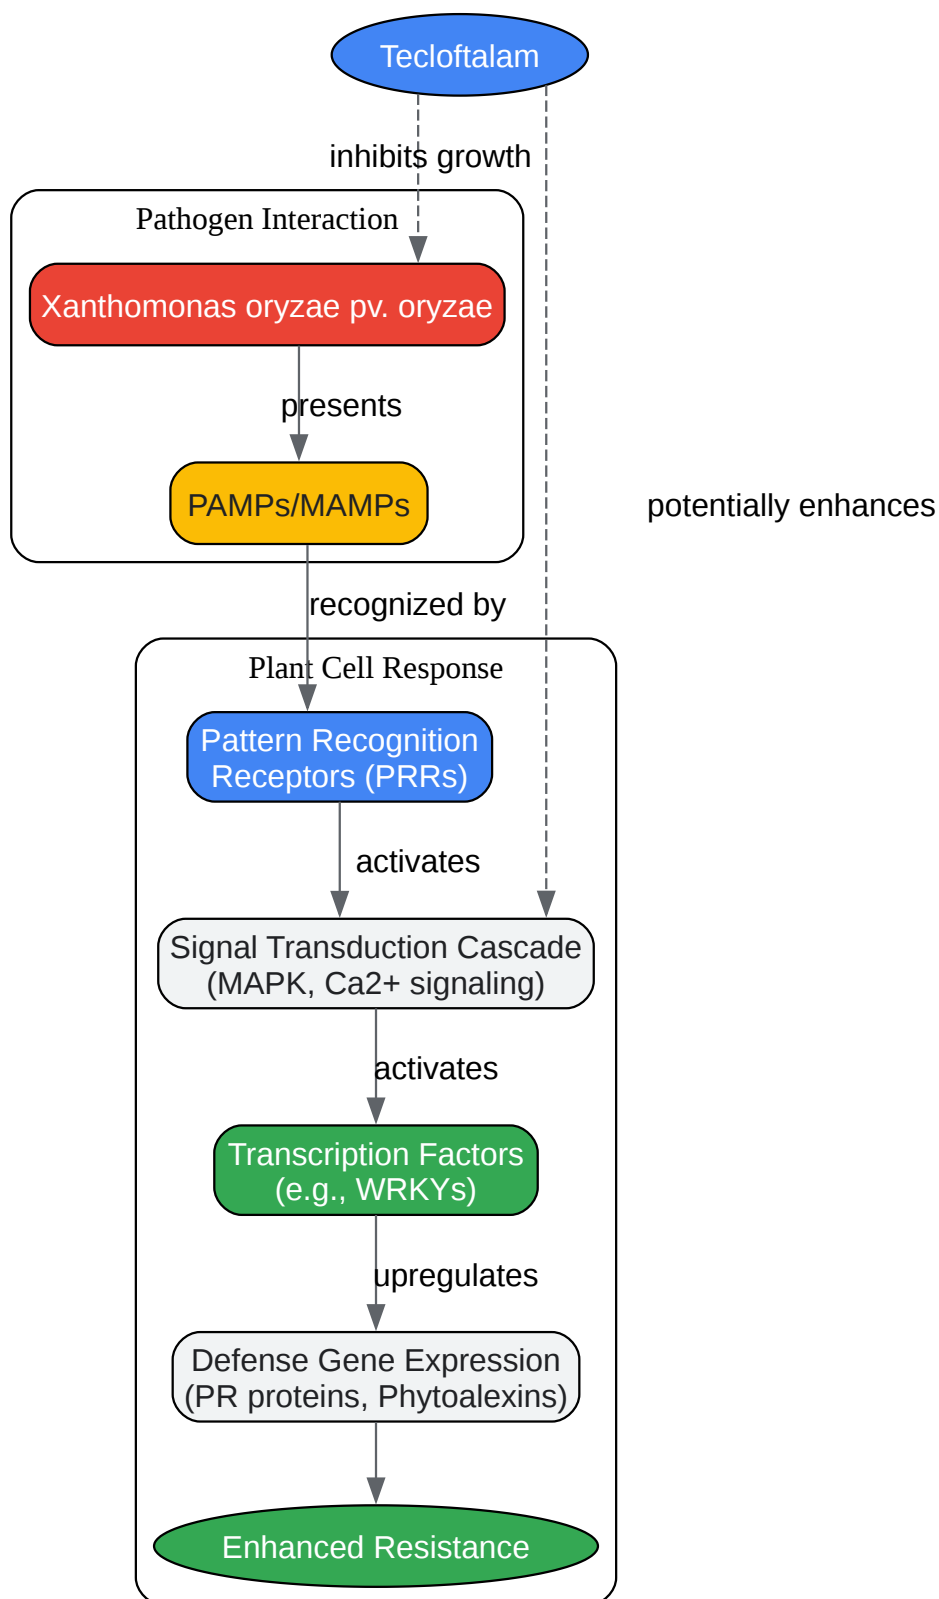 Tecloftalam
inhibits growth
Pathogen Interaction
Xanthomonas oryzae pv. oryzae
presents
PAMPs/MAMPs
potentially enhances
recognized by
Plant Cell Response
Pattern Recognition
Receptors (PRRs)
activates
Signal Transduction Cascade
(MAPK, Ca2+ signaling)
activates
Transcription Factors
(e.g., WRKYs)
upregulates
Defense Gene Expression
(PR proteins, Phytoalexins)
Enhanced Resistance